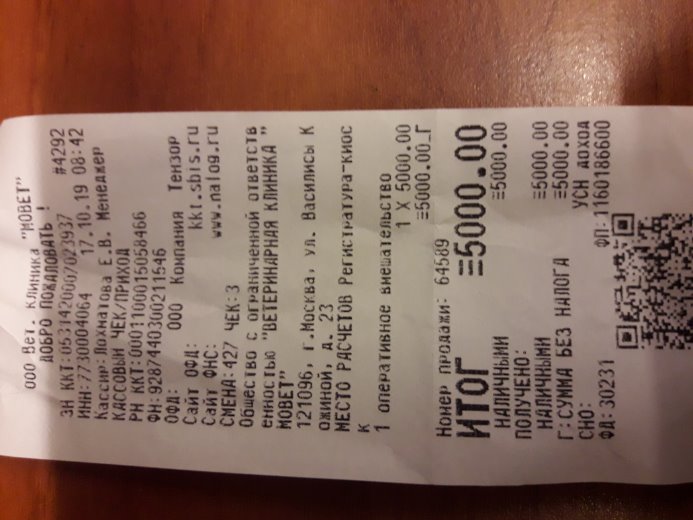 ООО Вет. Клиника "МОВЕТ"
ДОБРО ПОЖАЛОВАТЬ !
ЗН ККТ:0531420007023937 #4292
ИНН:7730004064 17.10.19 08:42
Кассир:Лохматова Е.В. Менеджер
КАССОВЫЙ ЧЕК/ПРИХОД
РН ККТ:0001100015058466
ФН:9287440300211546
ОФД: ООО Компания Тензор
Сайт ОФД: kkt.sbis.ru
Сайт ФНС: www.nalog.ru
СМЕНА:427 ЧЕК:3
Общество с ограниченной ответств
енностью "ВЕТЕРИНАРНАЯ КЛИНИКА "
МОВЕТ"
121096, г.Москва, ул. Василисы К
ожиной, д. 23
МЕСТО РАСЧЕТОВ Регистратура-киос
к
1 оперативное вмешательство
1 X 5000.00
=5000.00_Г
Номер продажи: 64589
ИТОГ =5000.00
НАЛИЧНЫМИ =5000.00
ПОЛУЧЕНО:
НАЛИЧНЫМИ =5000.00
Г:СУММА БЕЗ НАЛОГА =5000.00
СНО: УСН ДОХОД
ФД:30231 ФП:1160186600